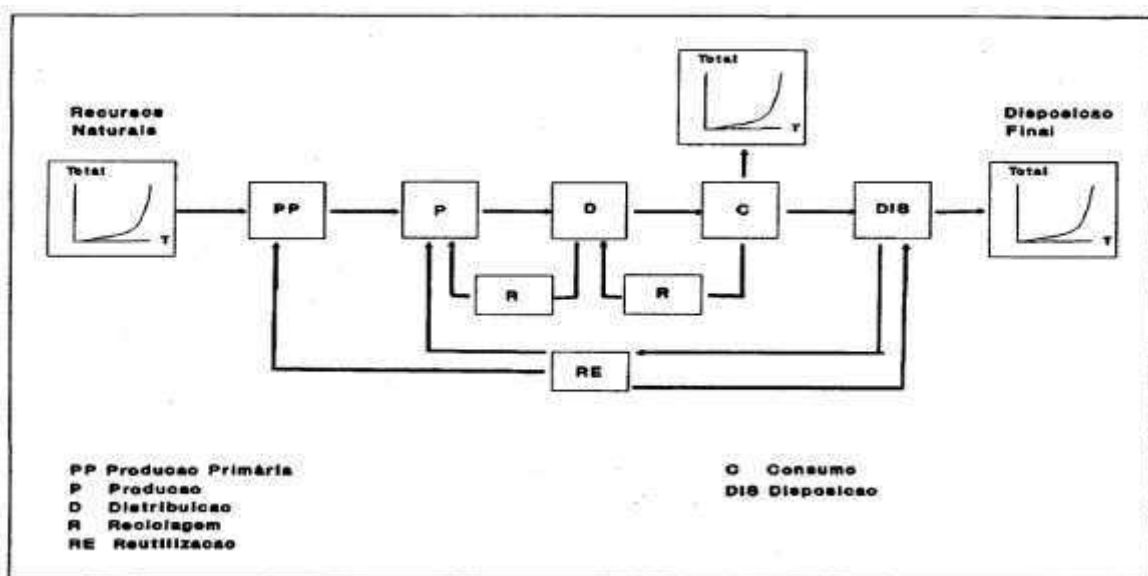 Total
T
Recursos
Naturais
Disposicao
Final
Total
T
Total
T
PP
P
D
C
DIS
R
R
RE
PP Producao Primária
P Producao
D Distribuicao
R Reciclagem
RE Reutilizacao
C Consumo
DIS Disposicao